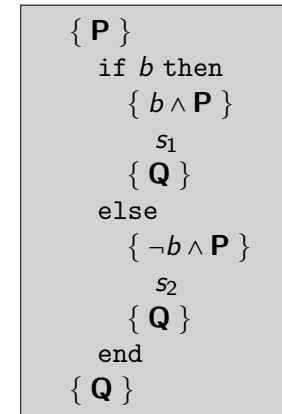 { P }
if b then
{ b ∧ P }
s₁
{ Q }
else
{ ¬b ∧ P }
s₂
{ Q }
end
{ Q }